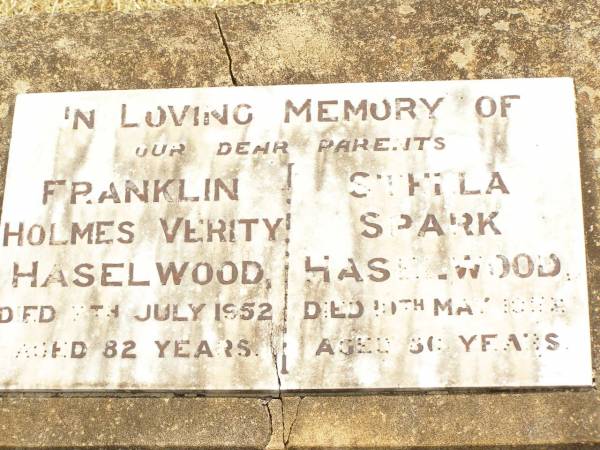 IN LOVING MEMORY OF
OUR DEAR PARENTS
FRANKLIN
HOLMES VERITY
HASELWOOD,
DIED JULY 1952
AGED 82 YEARS.
SPARK
HASELWOOD,
DIED MAY
AGED YEARS.